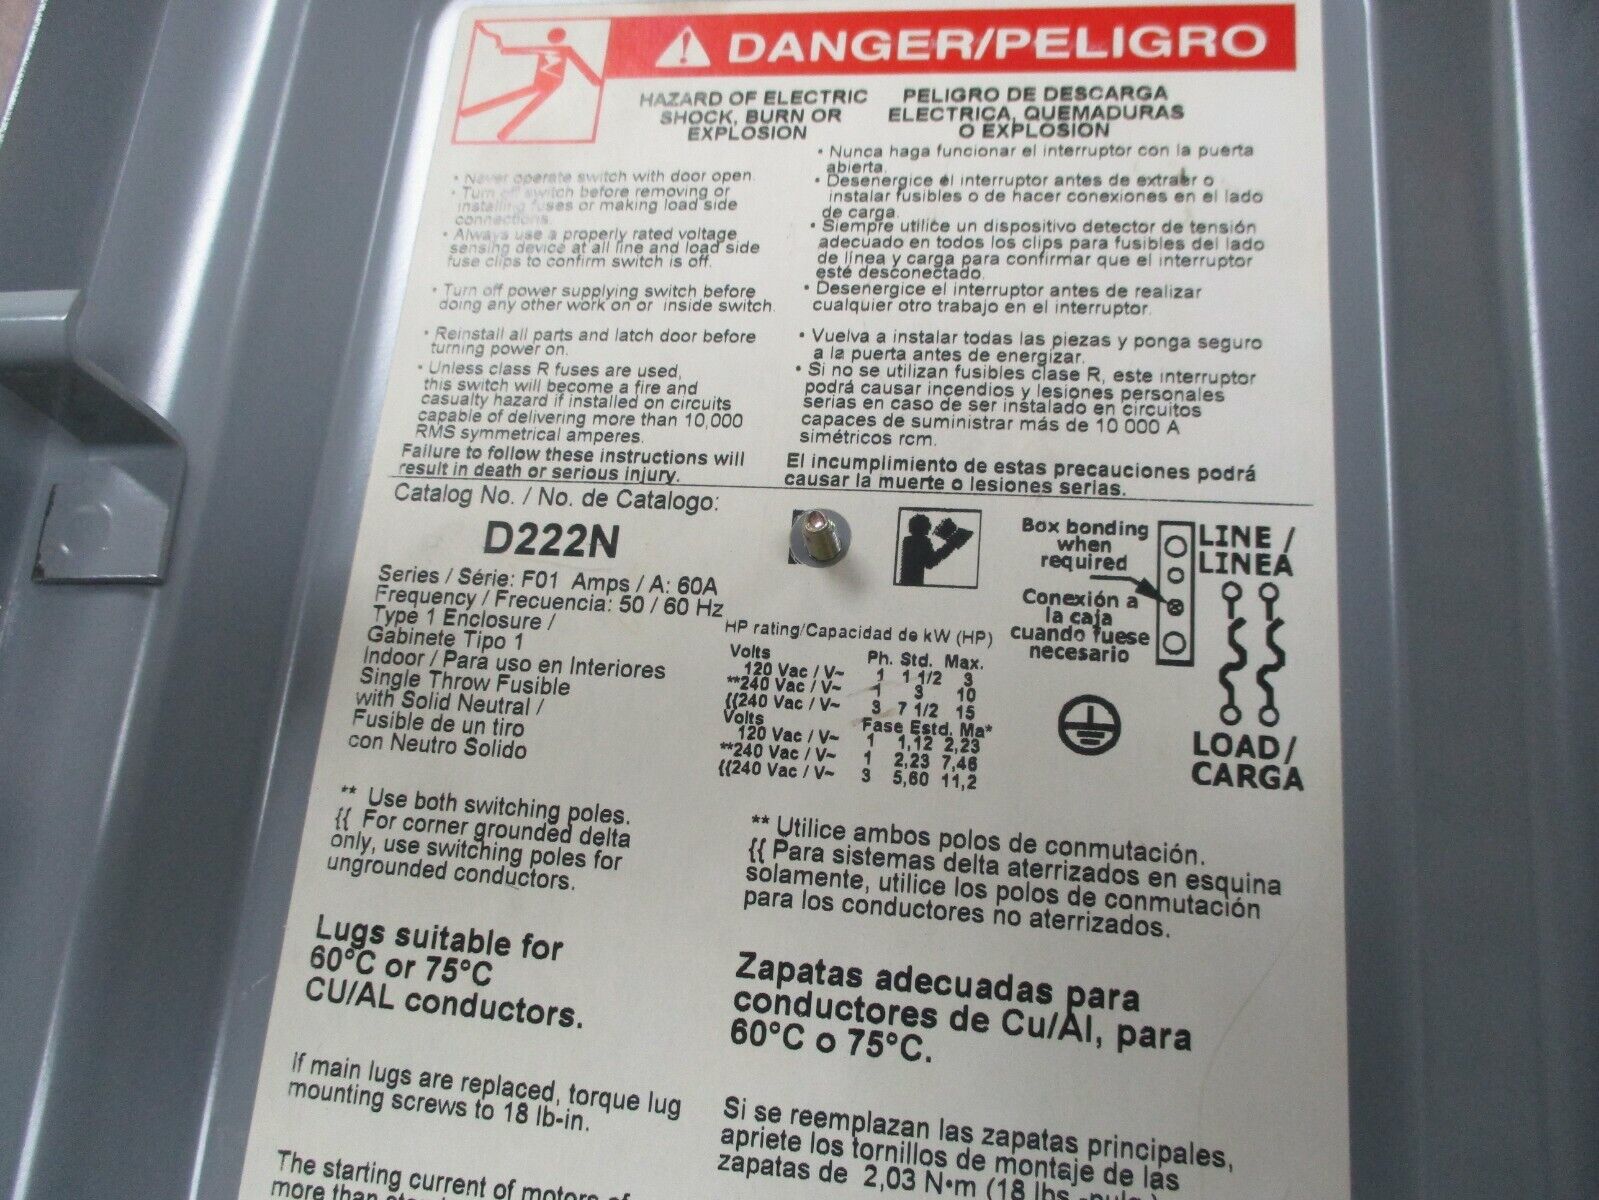 DANGER/PELIGRO
HAZARD OF ELECTRIC
SHOCK, BURN OR
EXPLOSION
• Never operate switch with door open.
• Turn off switch before removing or
installing fuses or making load side
connections.
• Always use a properly rated voltage
sensing device at all line and load side
fuse clips to confirm switch is off.
• Turn off power supplying switch before
doing any other work on or inside switch.
• Reinstall all parts and latch door before
turning power on.
• Unless class R fuses are used,
this switch will become a fire and
casualty hazard if installed on circuits
capable of delivering more than 10,000
RMS symmetrical amperes.
Failure to follow these instructions will
result in death or serious injury.
PELIGRO DE DESCARGA
ELECTRICA, QUEMADURAS
O EXPLOSION
• Nunca haga funcionar el interruptor con la puerta
abierta.
• Desenergice el interruptor antes de extraer o
instalar fusibles o de hacer conexiones en el lado
de carga.
• Siempre utilice un dispositivo detector de tensión
adecuado en todos los clips para fusibles del lado
de línea y carga para confirmar que el interruptor
esté desconectado.
• Desenergice el interruptor antes de realizar
cualquier otro trabajo en el interruptor.
• Vuelva a instalar todas las piezas y ponga seguro
a la puerta antes de energizar.
• Si no se utilizan fusibles clase R, este interruptor
podrá causar incendios y lesiones personales
serias en caso de ser instalado en circuitos
capaces de suministrar más de 10 000 A
simétricos rcm.
El incumplimiento de estas precauciones podrá
causar la muerte o lesiones serias.
Catalog No. / No. de Catalogo:
D222N
Series / Série: F01 Amps / A: 60A
Frequency / Frecuencia: 50 / 60 Hz
Type 1 Enclosure /
Gabinete Tipo 1
Indoor / Para uso en Interiores
Single Throw Fusible
with Solid Neutral /
Fusible de un tiro
con Neutro Solido
HP rating/Capacidad de kW (HP)
Volts Ph. Std. Max.
120 Vac / V~ 1 1 1/2 3
**240 Vac / V~ 1 3 10
{{240 Vac / V~ 3 7 1/2 15
Volts Fase Estd. Ma*
120 Vac / V~ 1 1,12 2,23
**240 Vac / V~ 1 2,23 7,46
{{240 Vac / V~ 3 5,60 11,2
Box bonding
when
required
Conexión a
la caja
cuando fuese
necesario
LINE /
LINEA
LOAD/
CARGA
** Use both switching poles.
{{ For corner grounded delta
only, use switching poles for
ungrounded conductors.
** Utilice ambos polos de conmutación.
{{ Para sistemas delta aterrizados en esquina
solamente, utilice los polos de conmutación
para los conductores no aterrizados.
Lugs suitable for
60°C or 75°C
CU/AL conductors.
Zapatas adecuadas para
conductores de Cu/Al, para
60°C o 75°C.
If main lugs are replaced, torque lug
mounting screws to 18 lb-in.
Si se reemplazan las zapatas principales,
apriete los tornillos de montaje de las
zapatas de 2,03 N•m (18 lbs.-pulg.)
The starting current of motors of
more than